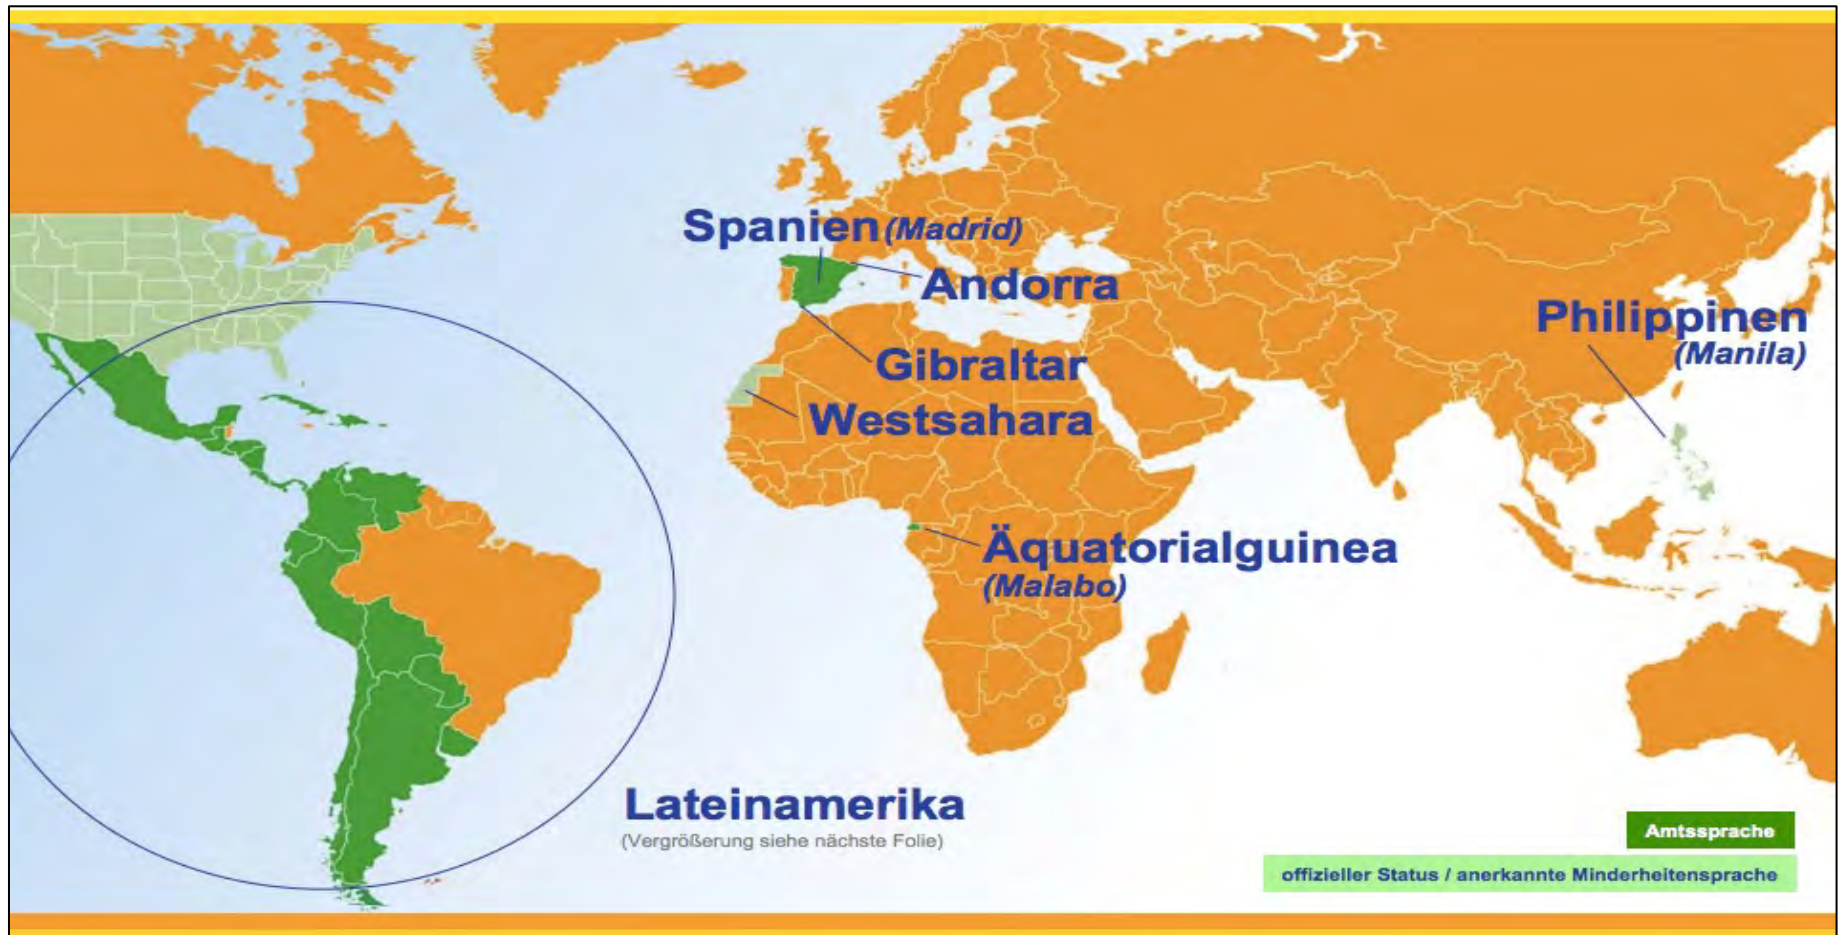 Spanien (Madrid)
Andorra
Philippinen
(Manila)
Gibraltar
Westsahara
Äquatorialguinea
(Malabo)
Lateinamerika
(Vergrößerung siehe nächste Folie)
Amtssprache
offizieller Status / anerkannte Minderheitensprache